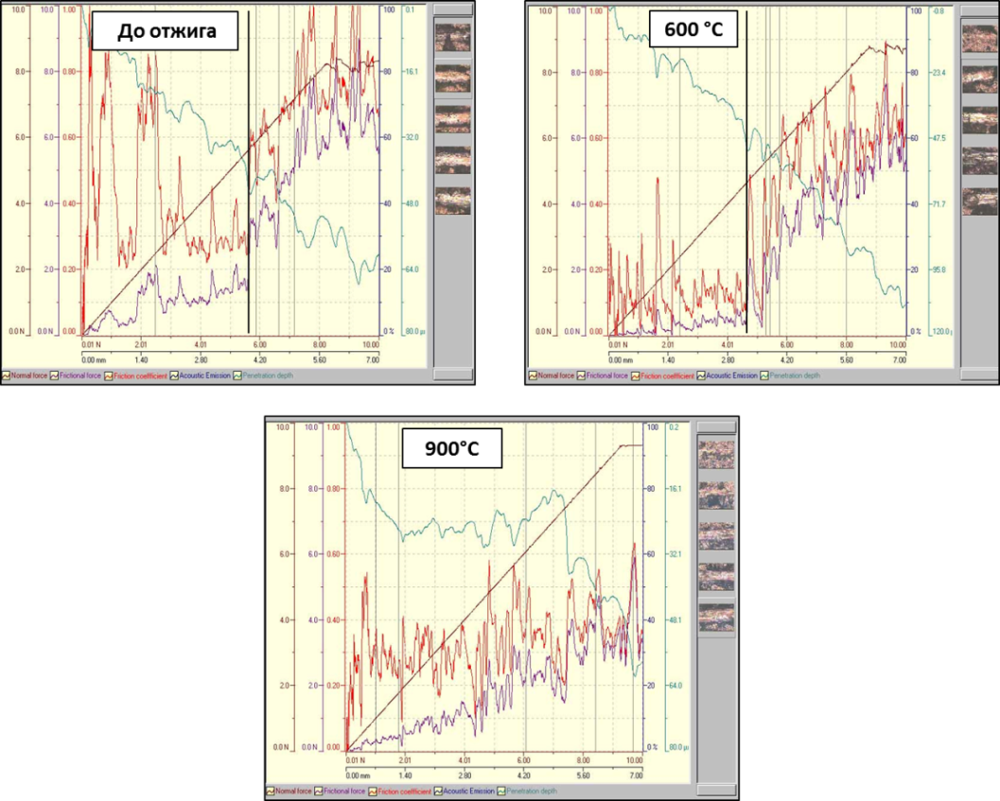 До отжига
10.0 10.0 1.00 100 0.1
8.0 8.0 0.80 80 16.1
6.0 6.0 0.60 60 32.0
4.0 4.0 0.40 40 48.0
2.0 2.0 0.20 20 64.0
0.0 N 0.0 N 0.00 0 % 80.0 µ
0.01 N 2.01 4.01 6.00 8.00 10.00
0.00 mm 1.40 2.80 4.20 5.60 7.00
Normal force Frictional force Friction coefficient Acoustic Emission Penetration depth
600 °C
10.0 10.0 1.00 100 -0.8
8.0 8.0 0.80 80 23.4
6.0 6.0 0.60 60 47.5
4.0 4.0 0.40 40 71.7
2.0 2.0 0.20 20 95.8
0.0 N 0.0 N 0.00 0 % 120.0
0.01 N 2.01 4.01 6.00 8.00 10.00
0.00 mm 1.40 2.80 4.20 5.60 7.00
Normal force Frictional force Friction coefficient Acoustic Emission Penetration depth
900°C
10.0 10.0 1.00 100 0.2
8.0 8.0 0.80 80 16.1
6.0 6.0 0.60 60 32.1
4.0 4.0 0.40 40 48.1
2.0 2.0 0.20 20 64.0
0.0 N 0.0 N 0.00 0 % 80.0 µ
0.01 N 2.01 4.01 6.00 8.00 10.00
0.00 mm 1.40 2.80 4.20 5.60 7.00
Normal force Frictional force Friction coefficient Acoustic Emission Penetration depth